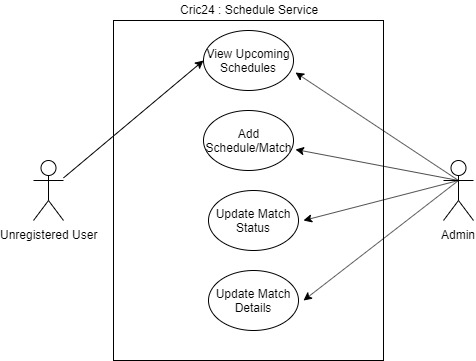 Cric24 : Schedule Service
View Upcoming
Schedules
Add
Schedule/Match
Update Match
Status
Update Match
Details
Unregistered User
Admin